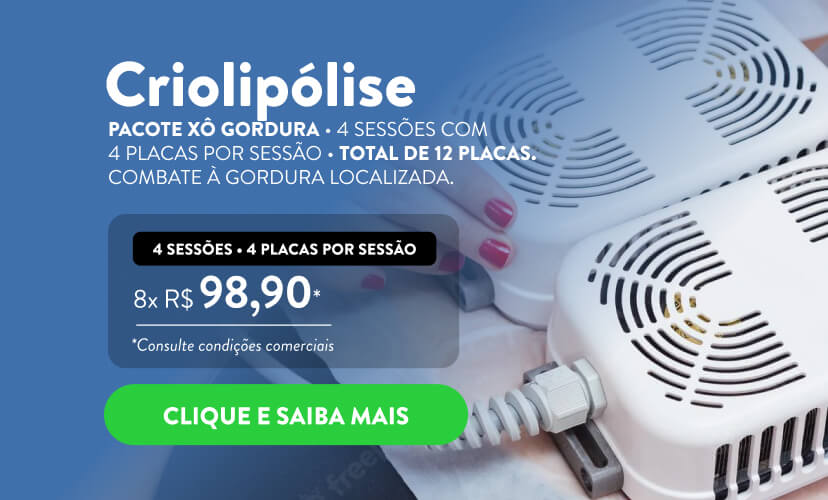 Criolipólise
PACOTE XÔ GORDURA • 4 SESSÕES COM
4 PLACAS POR SESSÃO • TOTAL DE 12 PLACAS.
COMBATE À GORDURA LOCALIZADA.
4 SESSÕES • 4 PLACAS POR SESSÃO
8x R$ 98,90*
*Consulte condições comerciais
CLIQUE E SAIBA MAIS